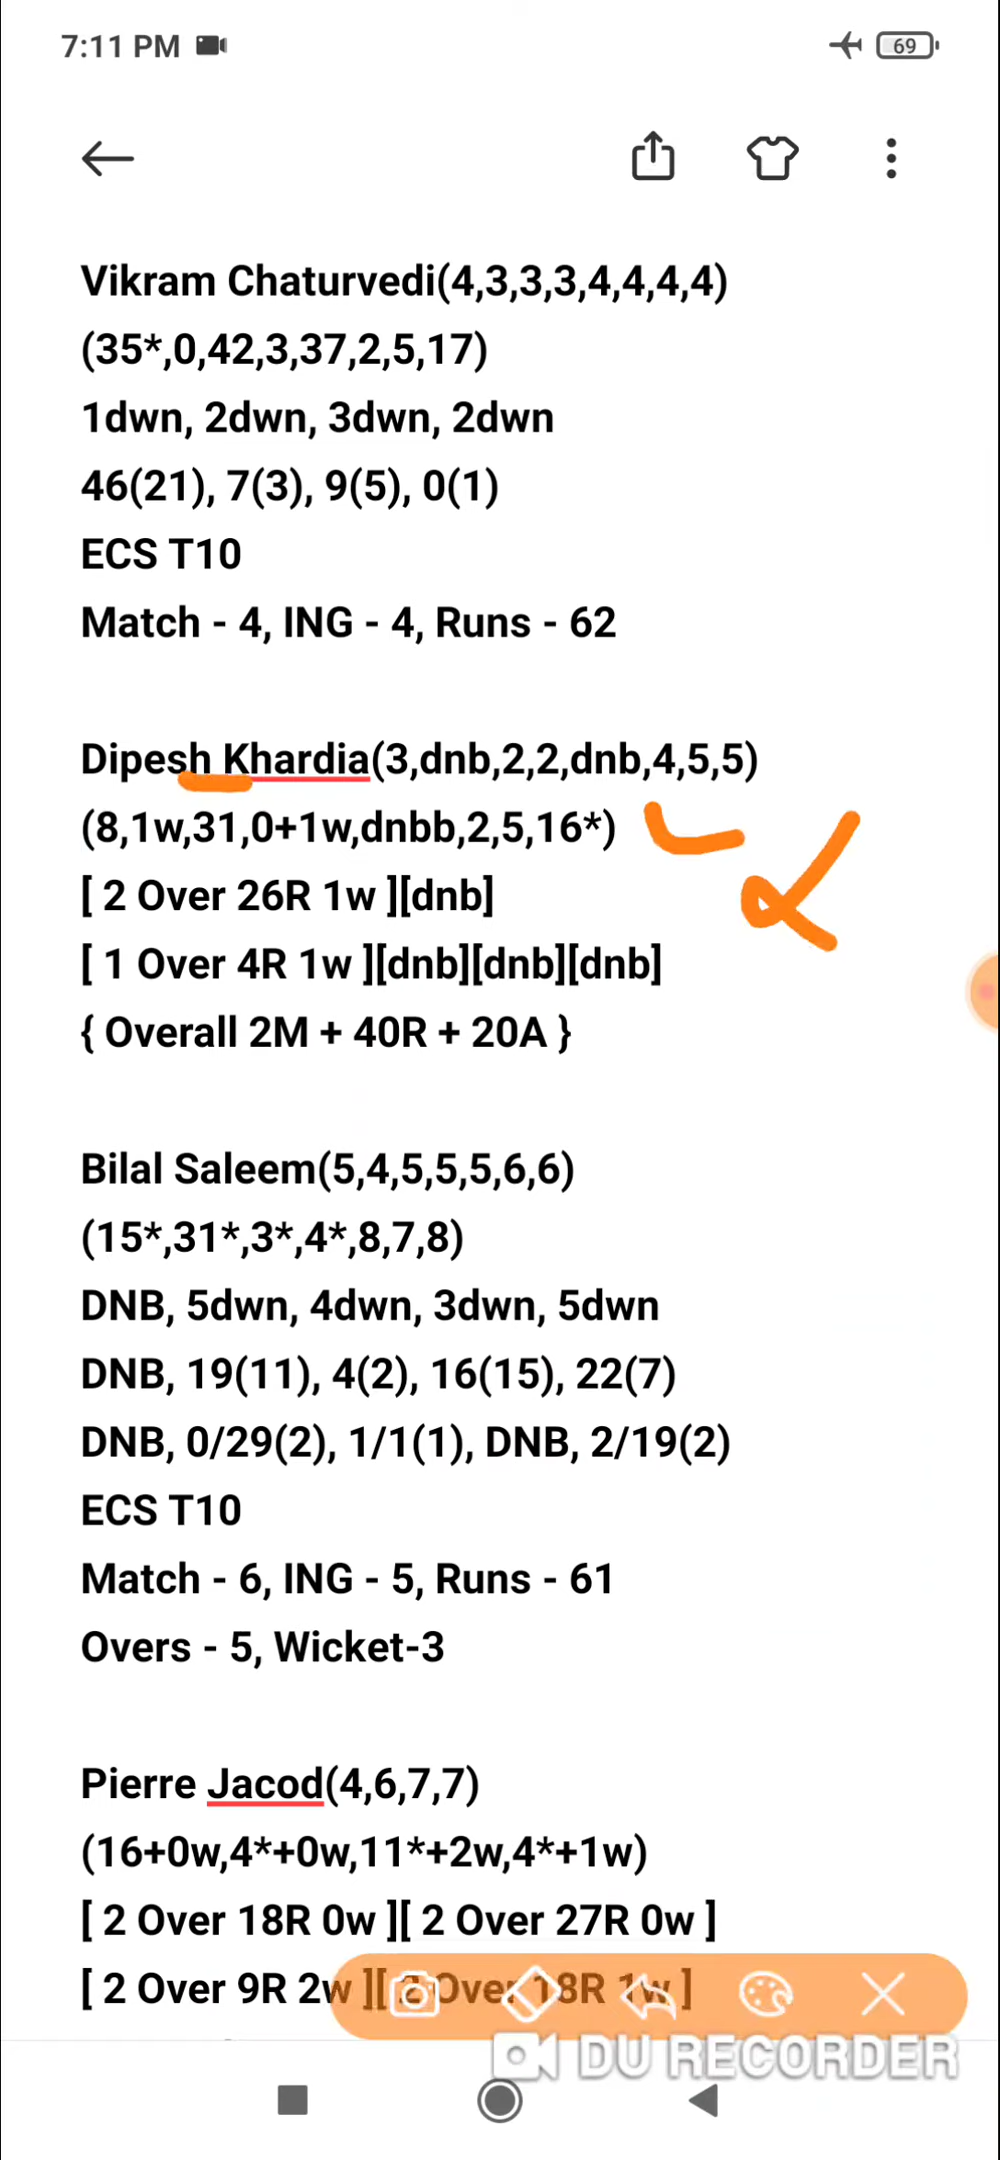 7:11 PM
69
Vikram Chaturvedi(4,3,3,3,4,4,4,4)
(35*,0,42,3,37,2,5,17)
1dwn, 2dwn, 3dwn, 2dwn
46(21), 7(3), 9(5), 0(1)
ECS T10
Match - 4, ING - 4, Runs - 62
Dipesh Khardia(3,dnb,2,2,dnb,4,5,5)
(8,1w,31,0+1w,dnbb,2,5,16*)
[ 2 Over 26R 1w ][dnb]
[ 1 Over 4R 1w ][dnb][dnb][dnb]
{ Overall 2M + 40R + 20A }
Bilal Saleem(5,4,5,5,5,6,6)
(15*,31*,3*,4*,8,7,8)
DNB, 5dwn, 4dwn, 3dwn, 5dwn
DNB, 19(11), 4(2), 16(15), 22(7)
DNB, 0/29(2), 1/1(1), DNB, 2/19(2)
ECS T10
Match - 6, ING - 5, Runs - 61
Overs - 5, Wicket-3
Pierre Jacod(4,6,7,7)
(16+0w,4*+0w,11*+2w,4*+1w)
[ 2 Over 18R 0w ][ 2 Over 27R 0w ]
[ 2 Over 9R 2w ][ 2 Over 18R 1w ]
DU RECORDER